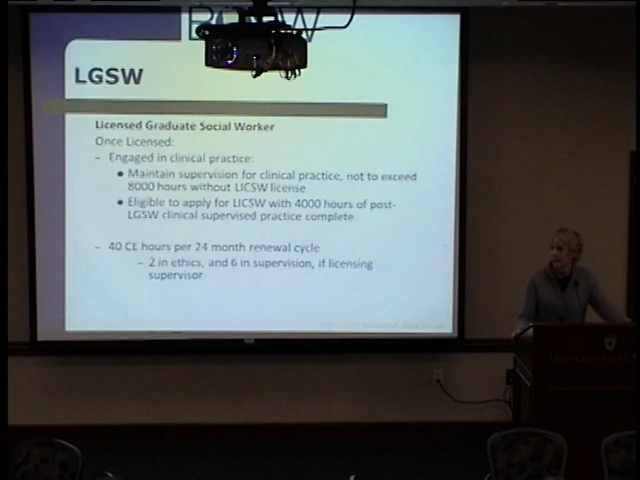 LGSW
Licensed Graduate Social Worker
Once Licensed:
– Engaged in clinical practice:
● Maintain supervision for clinical practice, not to exceed
8000 hours without LICSW license
● Eligible to apply for LICSW with 4000 hours of post-
LGSW clinical supervised practice complete
– 40 CE hours per 24 month renewal cycle
– 2 in ethics, and 6 in supervision, if licensing
supervisor